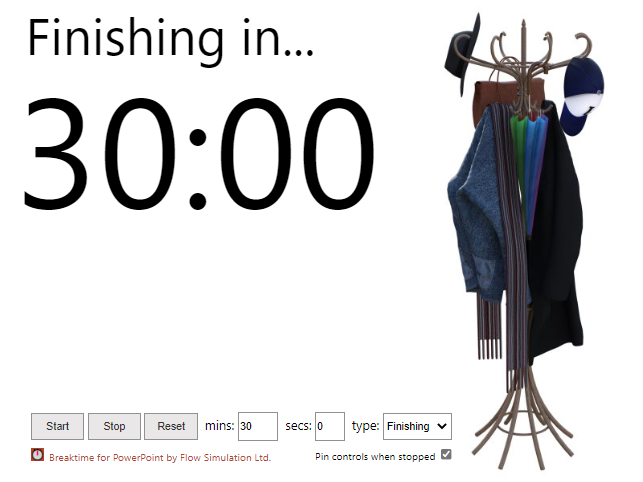 Finishing in...
30:00
Start Stop Reset mins: 30 secs: 0 type: Finishing
Breaktime for PowerPoint by Flow Simulation Ltd. Pin controls when stopped